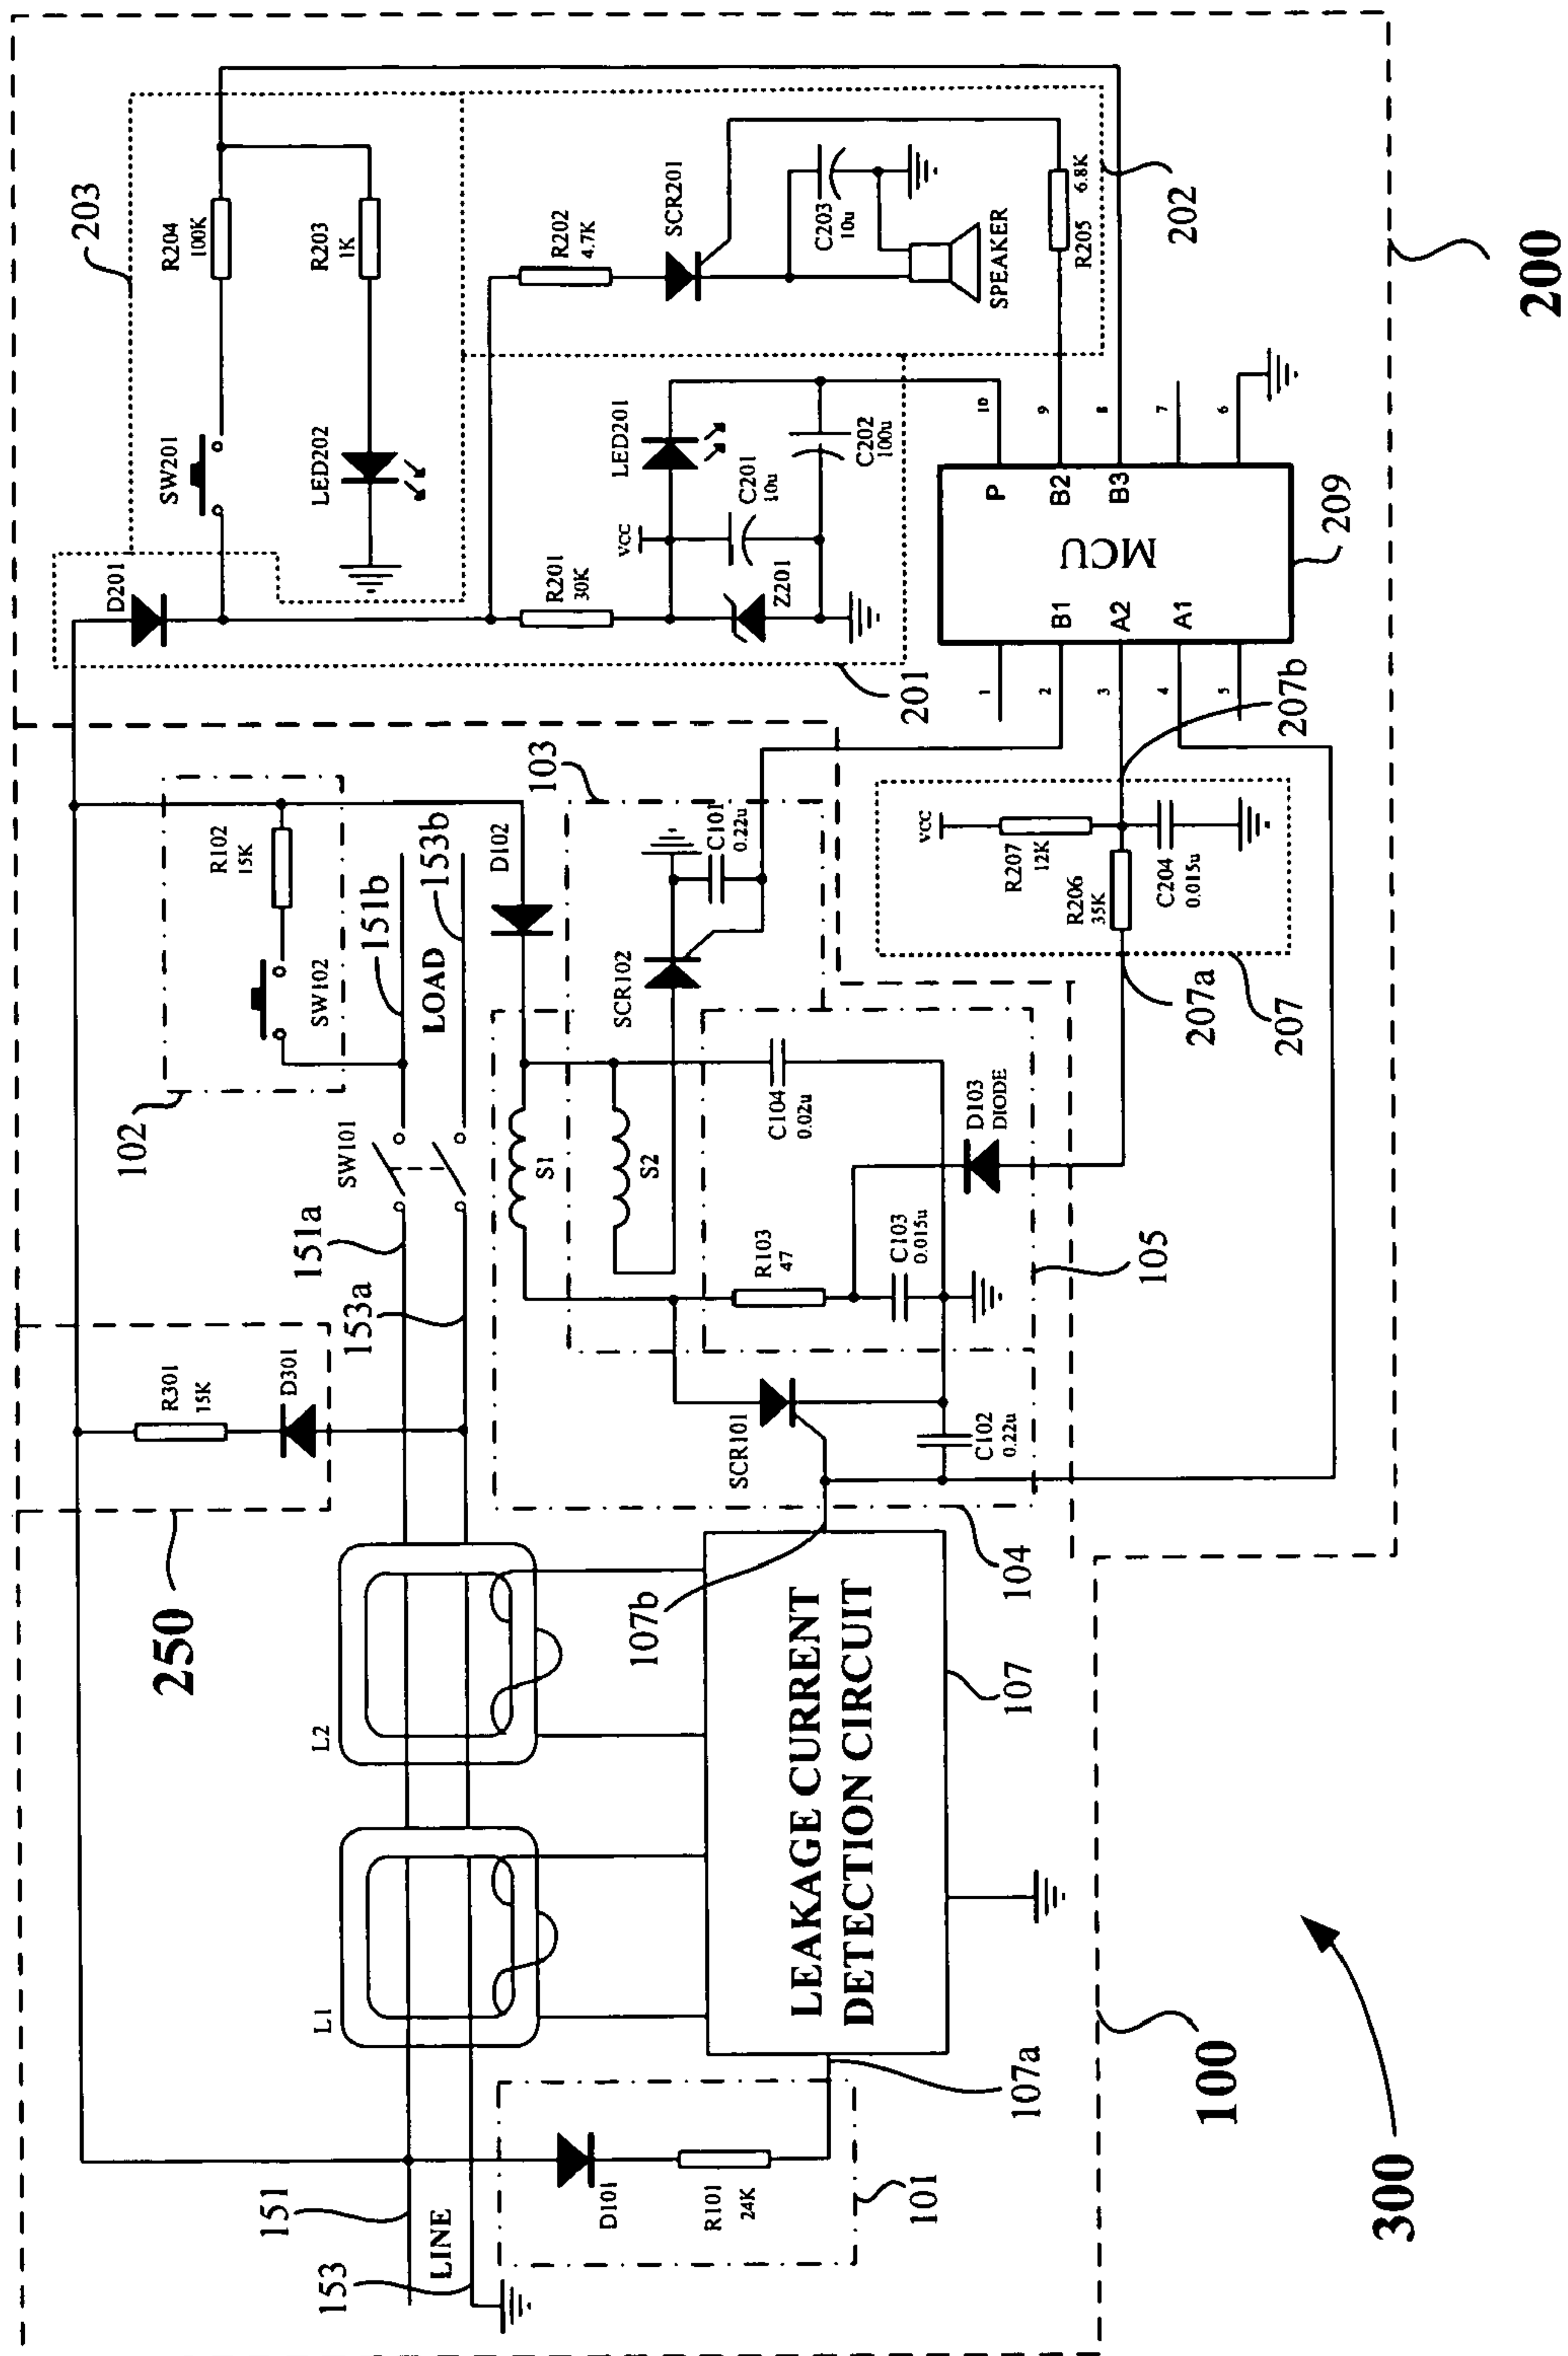 203
R204
100K
R203
1K
SW201
LED202
D201
R202
4.7K
SCR201
C203
10u
SPEAKER
R205
6.8K
202
200
R201
30K
VCC
LED201
C201
10u
Z201
C202
100u
201
MCU
P
B2
B3
B1
A2
A1
10
9
8
7
6
1
2
3
4
5
209
207b
VCC
R207
12K
R206
35K
C204
0.015u
207a
207
102
R102
15K
SW102
151b
LOAD
153b
SW101
151a
153a
103
D102
C101
0.22u
SCR102
S1
S2
C104
0.02u
D103
DIODE
R103
47
C103
0.015u
105
SCR101
C102
0.22u
104
R301
15K
D301
250
L2
L1
107b
LEAKAGE CURRENT
DETECTION CIRCUIT
107
107a
151
LINE
153
D101
R101
24K
101
100
300